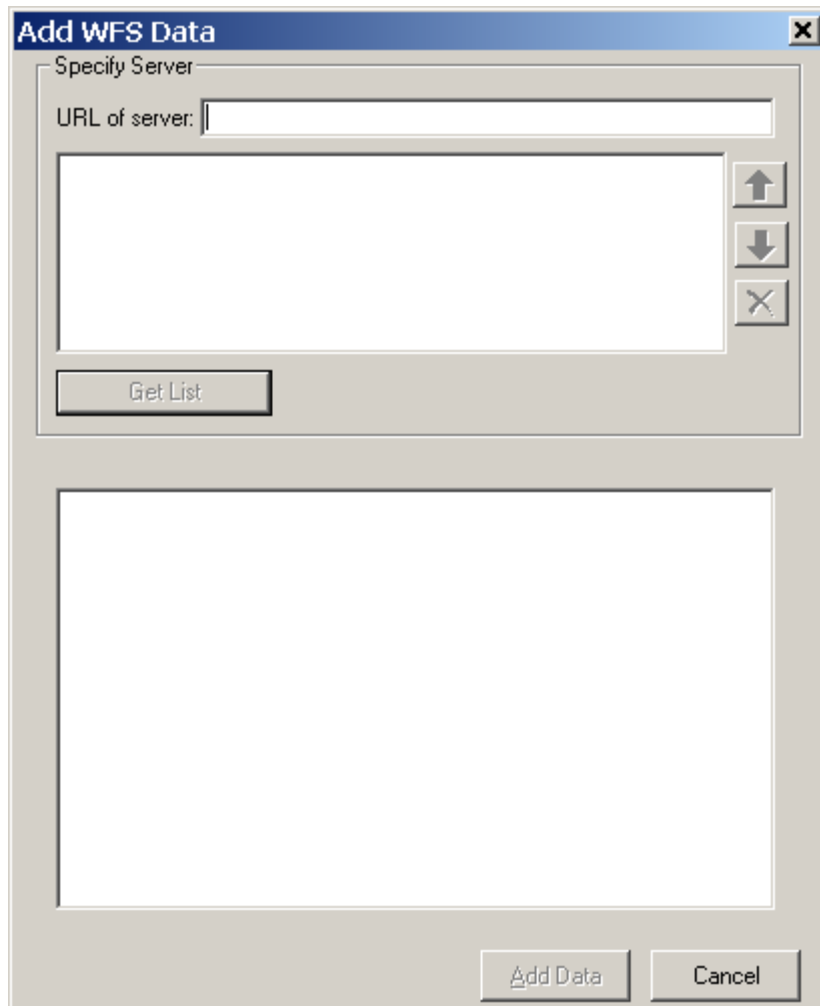 Add WFS Data
Specify Server
URL of server:
Get List
Add Data
Cancel